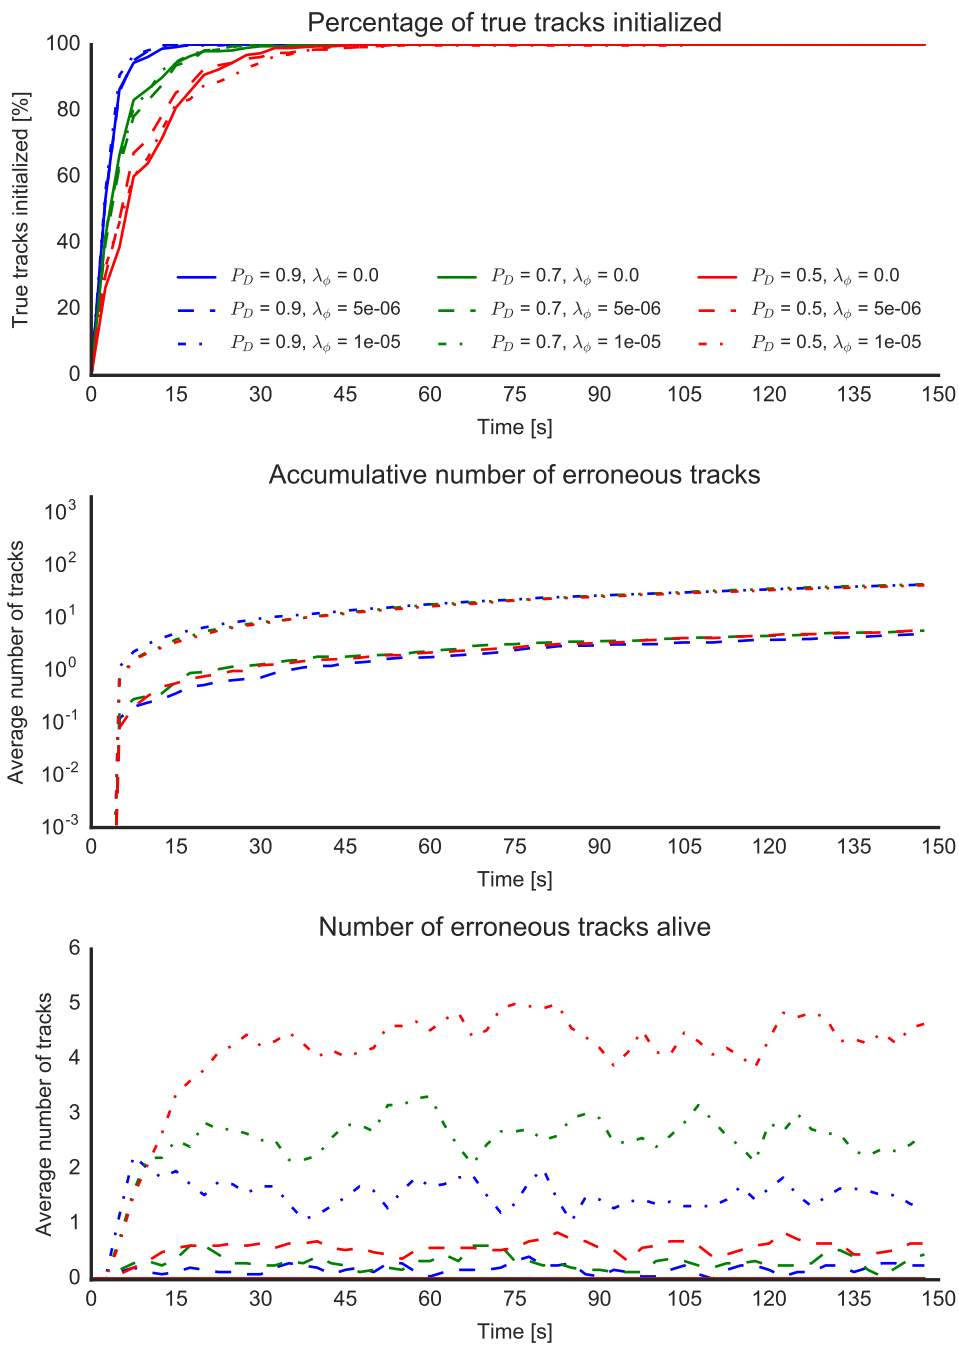 Percentage of true tracks initialized
True tracks initialized [%]
100
80
60
40
20
0
P_D = 0.9, λ_ϕ = 0.0
P_D = 0.7, λ_ϕ = 0.0
P_D = 0.5, λ_ϕ = 0.0
P_D = 0.9, λ_ϕ = 5e-06
P_D = 0.7, λ_ϕ = 5e-06
P_D = 0.5, λ_ϕ = 5e-06
P_D = 0.9, λ_ϕ = 1e-05
P_D = 0.7, λ_ϕ = 1e-05
P_D = 0.5, λ_ϕ = 1e-05
0 15 30 45 60 75 90 105 120 135 150
Time [s]
Accumulative number of erroneous tracks
Average number of tracks
10^3
10^2
10^1
10^0
10^-1
10^-2
10^-3
0 15 30 45 60 75 90 105 120 135 150
Time [s]
Number of erroneous tracks alive
Average number of tracks
6
5
4
3
2
1
0
0 15 30 45 60 75 90 105 120 135 150
Time [s]